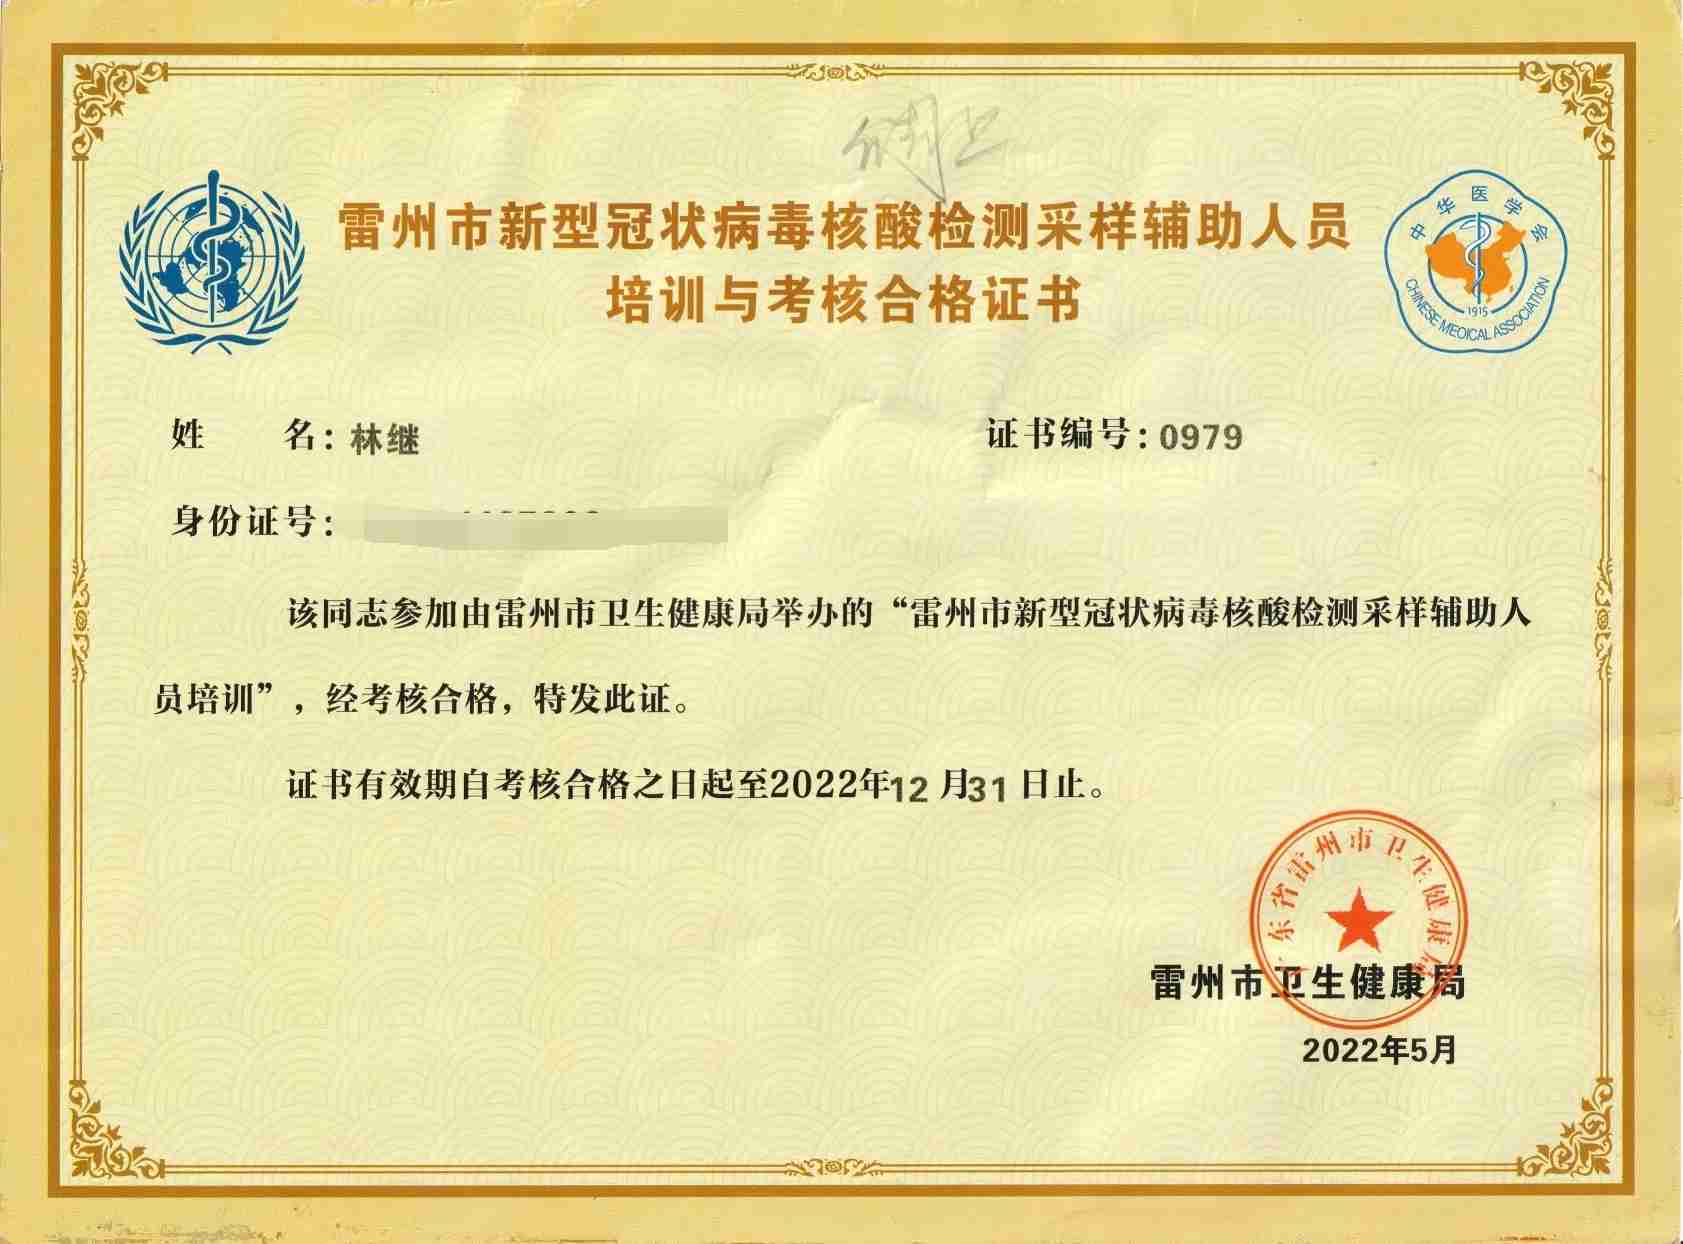 雷州市新型冠状病毒核酸检测采样辅助人员
培训与考核合格证书
中华医学会
CHINESE MEDICAL ASSOCIATION
1915
姓 名：林继
证书编号：0979
身份证号：
该同志参加由雷州市卫生健康局举办的“雷州市新型冠状病毒核酸检测采样辅助人
员培训”，经考核合格，特发此证。
证书有效期自考核合格之日起至2022年12月31日止。
广东省雷州市卫生健康局
雷州市卫生健康局
2022年5月